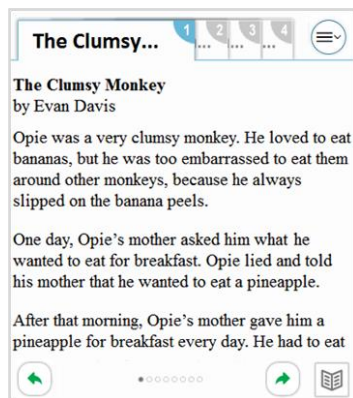 The Clumsy...
1
... 2
... 3
... 4
The Clumsy Monkey
by Evan Davis
Opie was a very clumsy monkey. He loved to eat
bananas, but he was too embarrassed to eat them
around other monkeys, because he always
slipped on the banana peels.
One day, Opie’s mother asked him what he
wanted to eat for breakfast. Opie lied and told
his mother that he wanted to eat a pineapple.
After that morning, Opie’s mother gave him a
pineapple for breakfast every day. He had to eat